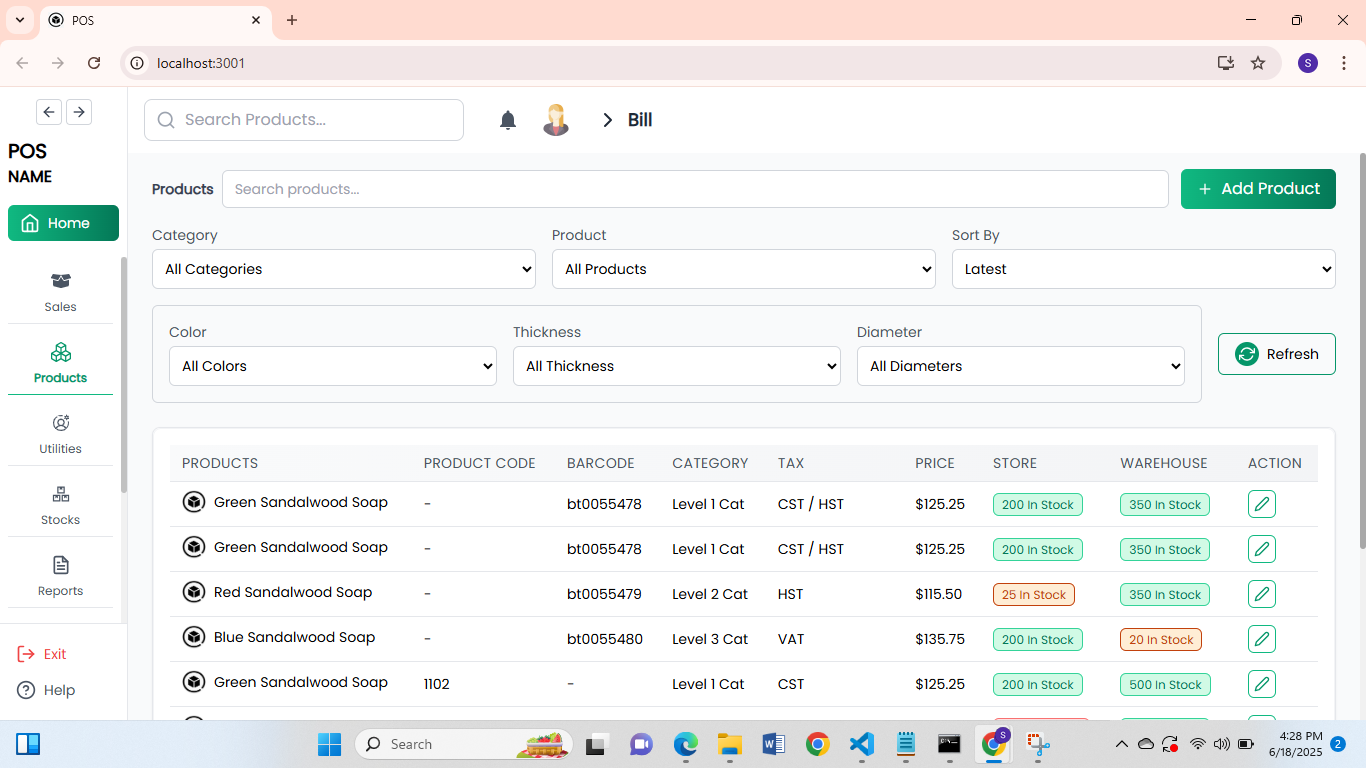 POS
localhost:3001
S
Search Products...
Bill
POS
NAME
Home
Sales
Products
Utilities
Stocks
Reports
Exit
Help
Products
Search products...
+ Add Product
Category
Product
Sort By
All Categories
All Products
Latest
Color
Thickness
Diameter
All Colors
All Thickness
All Diameters
Refresh
PRODUCTS PRODUCT CODE BARCODE CATEGORY TAX PRICE STORE WAREHOUSE ACTION
Green Sandalwood Soap - bt0055478 Level 1 Cat CST / HST $125.25 200 In Stock 350 In Stock
Green Sandalwood Soap - bt0055478 Level 1 Cat CST / HST $125.25 200 In Stock 350 In Stock
Red Sandalwood Soap - bt0055479 Level 2 Cat HST $115.50 25 In Stock 350 In Stock
Blue Sandalwood Soap - bt0055480 Level 3 Cat VAT $135.75 200 In Stock 20 In Stock
Green Sandalwood Soap 1102 - Level 1 Cat CST $125.25 200 In Stock 500 In Stock
Search
S
4:28 PM
6/18/2025
2